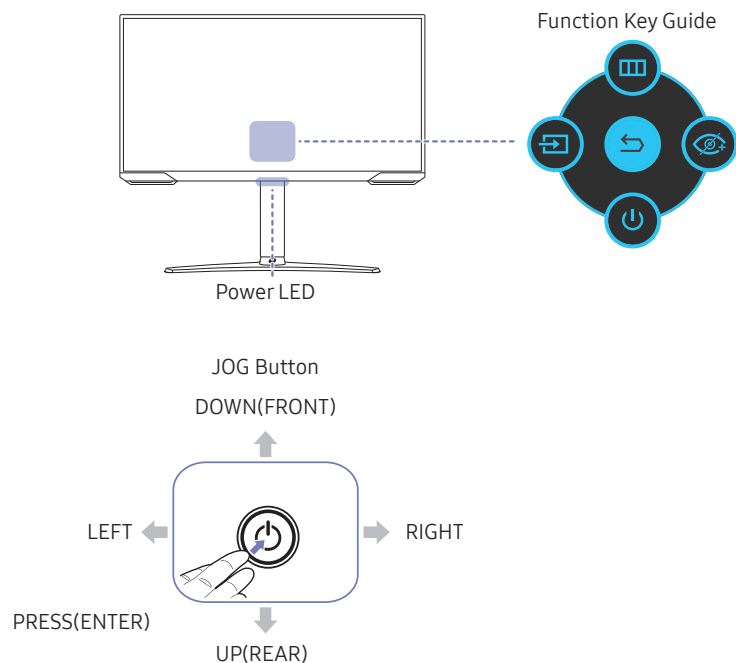 Function Key Guide
Power LED
JOG Button
DOWN(FRONT)
LEFT
RIGHT
PRESS(ENTER)
UP(REAR)